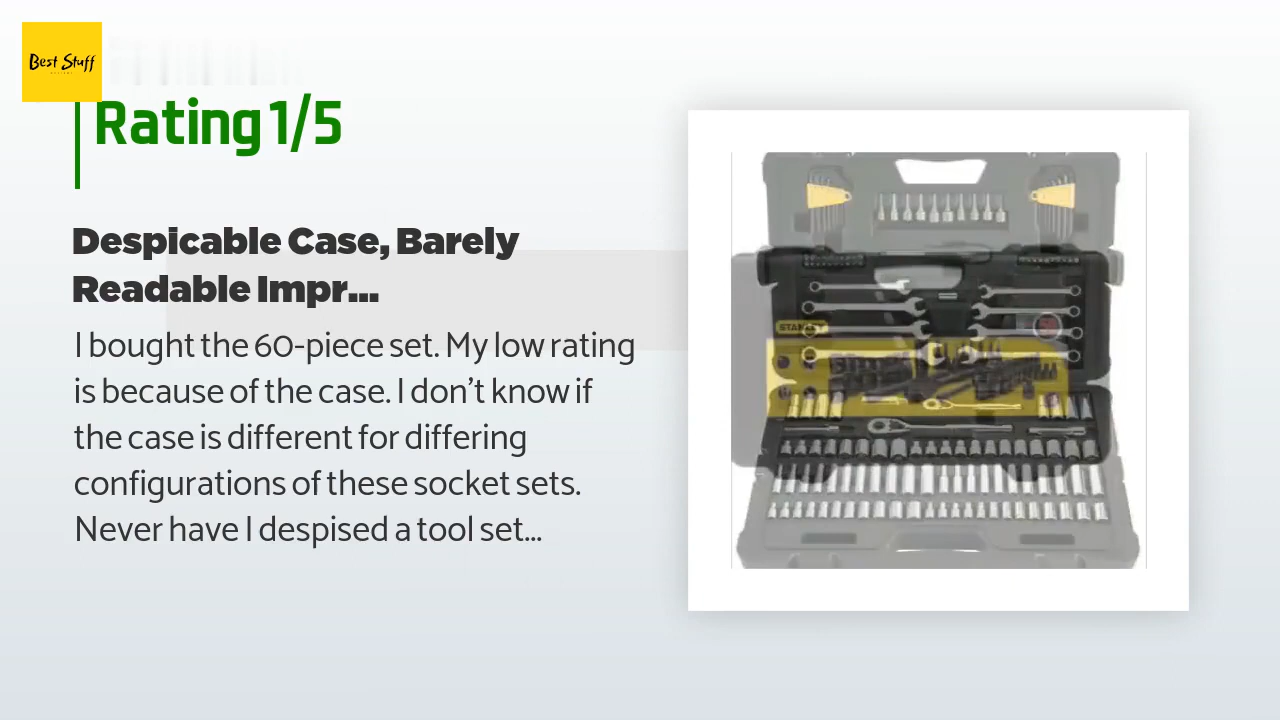 Best Stuff
Rating 1/5
Despicable Case, Barely
Readable Impr...
I bought the 60-piece set. My low rating
is because of the case. I don't know if
the case is different for differing
configurations of these socket sets.
Never have I despised a tool set...
STANLEY